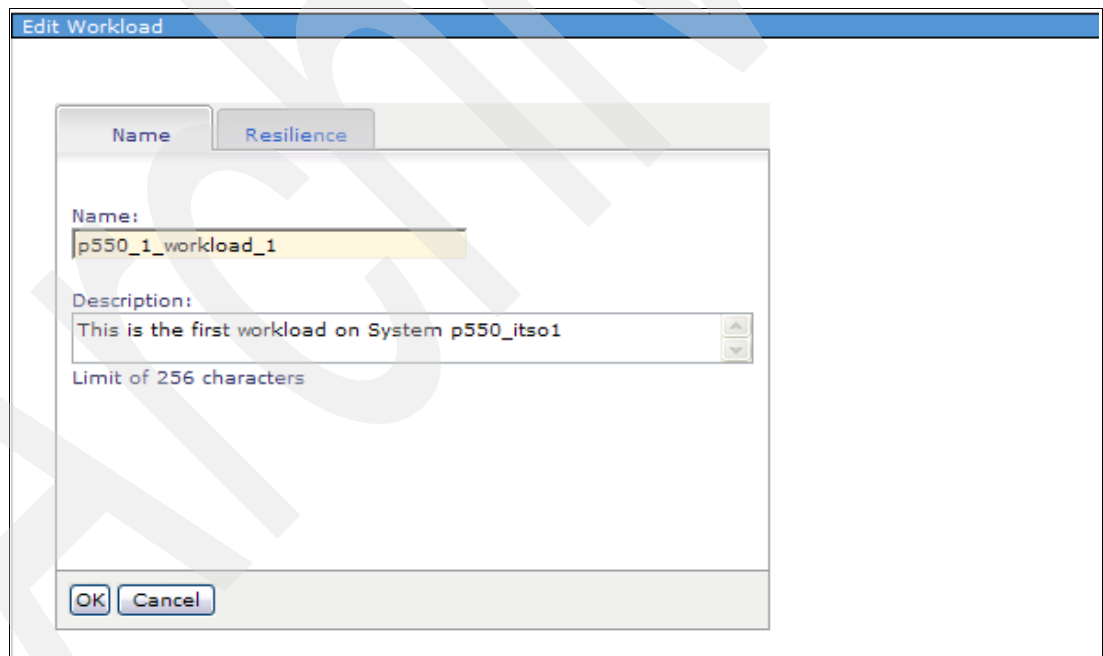 Edit Workload
Name Resilience
Name:
p550_1_workload_1
Description:
This is the first workload on System p550_itso1
Limit of 256 characters
OK Cancel